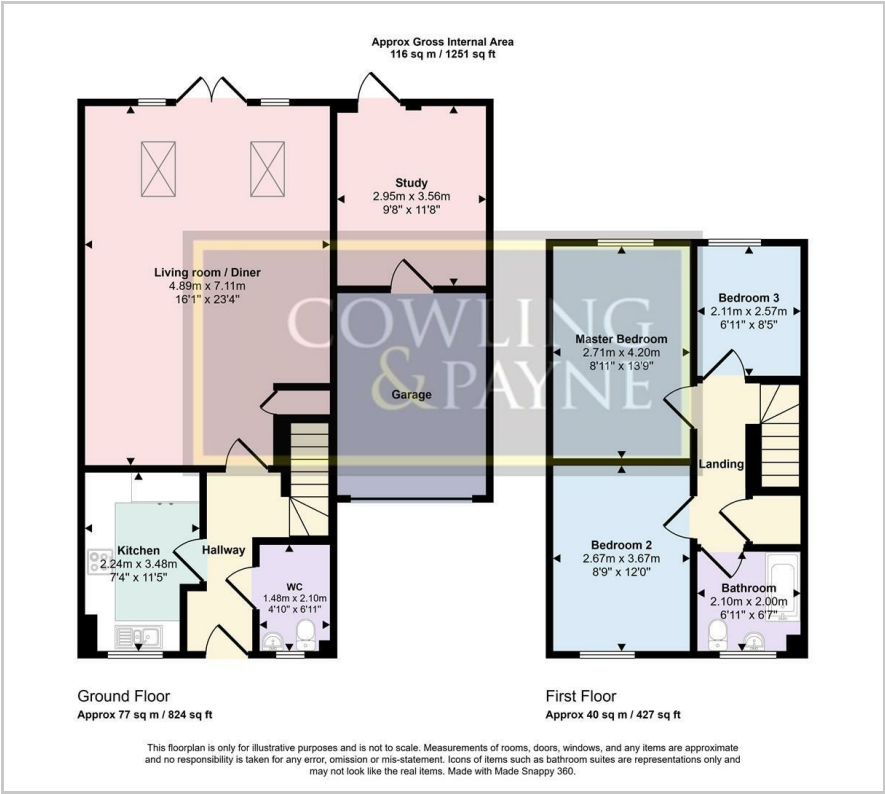 Approx Gross Internal Area
116 sq m / 1251 sq ft
Study
2.95m x 3.56m
9'8" x 11'8"
Living room / Diner
4.89m x 7.11m
16'1" x 23'4"
Bedroom 3
2.11m x 2.57m
6'11" x 8'5"
Master Bedroom
2.71m x 4.20m
8'11" x 13'9"
COWLING
&PAYNE
Garage
Landing
Kitchen
2.24m x 3.48m
7'4" x 11'5"
Hallway
WC
1.48m x 2.10m
4'10" x 6'11"
Bedroom 2
2.67m x 3.67m
8'9" x 12'0"
Bathroom
2.10m x 2.00m
6'11" x 6'7"
Ground Floor
Approx 77 sq m / 824 sq ft
First Floor
Approx 40 sq m / 427 sq ft
This floorplan is only for illustrative purposes and is not to scale. Measurements of rooms, doors, windows, and any items are approximate
and no responsibility is taken for any error, omission or mis-statement. Icons of items such as bathroom suites are representations only and
may not look like the real items. Made with Made Snappy 360.